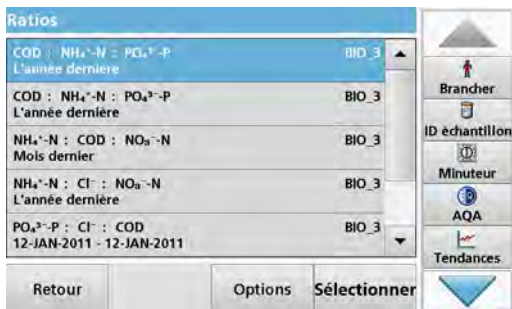 Ratios
COD : NH₄⁺-N : PO₄³⁻-P BIO_3
L'année dernière
COD : NH₄⁺-N : PO₄³⁻-P BIO_3
L'année dernière
NH₄⁺-N : COD : NO₃⁻-N BIO_3
Mois dernier
NH₄⁺-N : Cl⁻ : NO₃⁻-N BIO_3
L'année dernière
PO₄³⁻-P : Cl⁻ : COD BIO_3
12-JAN-2011 - 12-JAN-2011
Retour Options Sélectionner
Brancher
ID échantillon
Minuteur
AQA
Tendances